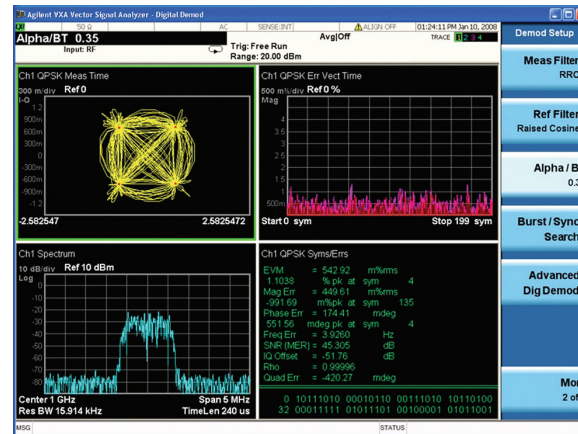 Agilent VXA Vector Signal Analyzer - Digital Demod
50 Ω AC SENSE:INT ALIGN OFF 01:24:11 PM Jan 10, 2008
Alpha/BT 0.35
Input: RF
Trig: Free Run
Range: 20.00 dBm
Avg|Off
TRACE 1 2 3 4
Demod Setup
Meas Filter
RRC
Ref Filter
Raised Cosine
Alpha / B
0.3
Burst / Sync
Search
Advanced
Dig Demod
Mo
2 of
Ch1 QPSK Meas Time
300 m/div Ref 0
I-Q
1.2
900m
600m
300m
0
-300m
-600m
-900m
-1.2
-2.582547 2.5825472
Ch1 QPSK Err Vect Time
500 m%/div Ref 0 %
Mag
4
3.5
3
2.5
2
1.5
1
500m
Start 0 sym Stop 199 sym
Ch1 Spectrum
10 dB/div Ref 10 dBm
Log
0
-10
-20
-30
-40
-50
-60
-70
-80
Center 1 GHz Span 5 MHz
Res BW 15.914 kHz TimeLen 240 us
Ch1 QPSK Syms/Errs
EVM = 542.92 m%rms
1.1038 % pk at sym 4
Mag Err = 449.61 m%rms
-991.69 m%pk at sym 135
Phase Err = 174.41 mdeg
551.56 mdeg pk at sym 4
Freq Err = 3.9260 Hz
SNR (MER) = 45.305 dB
IQ Offset = -51.76 dB
Rho = 0.99996
Quad Err = -420.27 mdeg
0 10111010 00010110 00111010 10110100
32 00011111 01011101 00100001 01011001
MSG STATUS